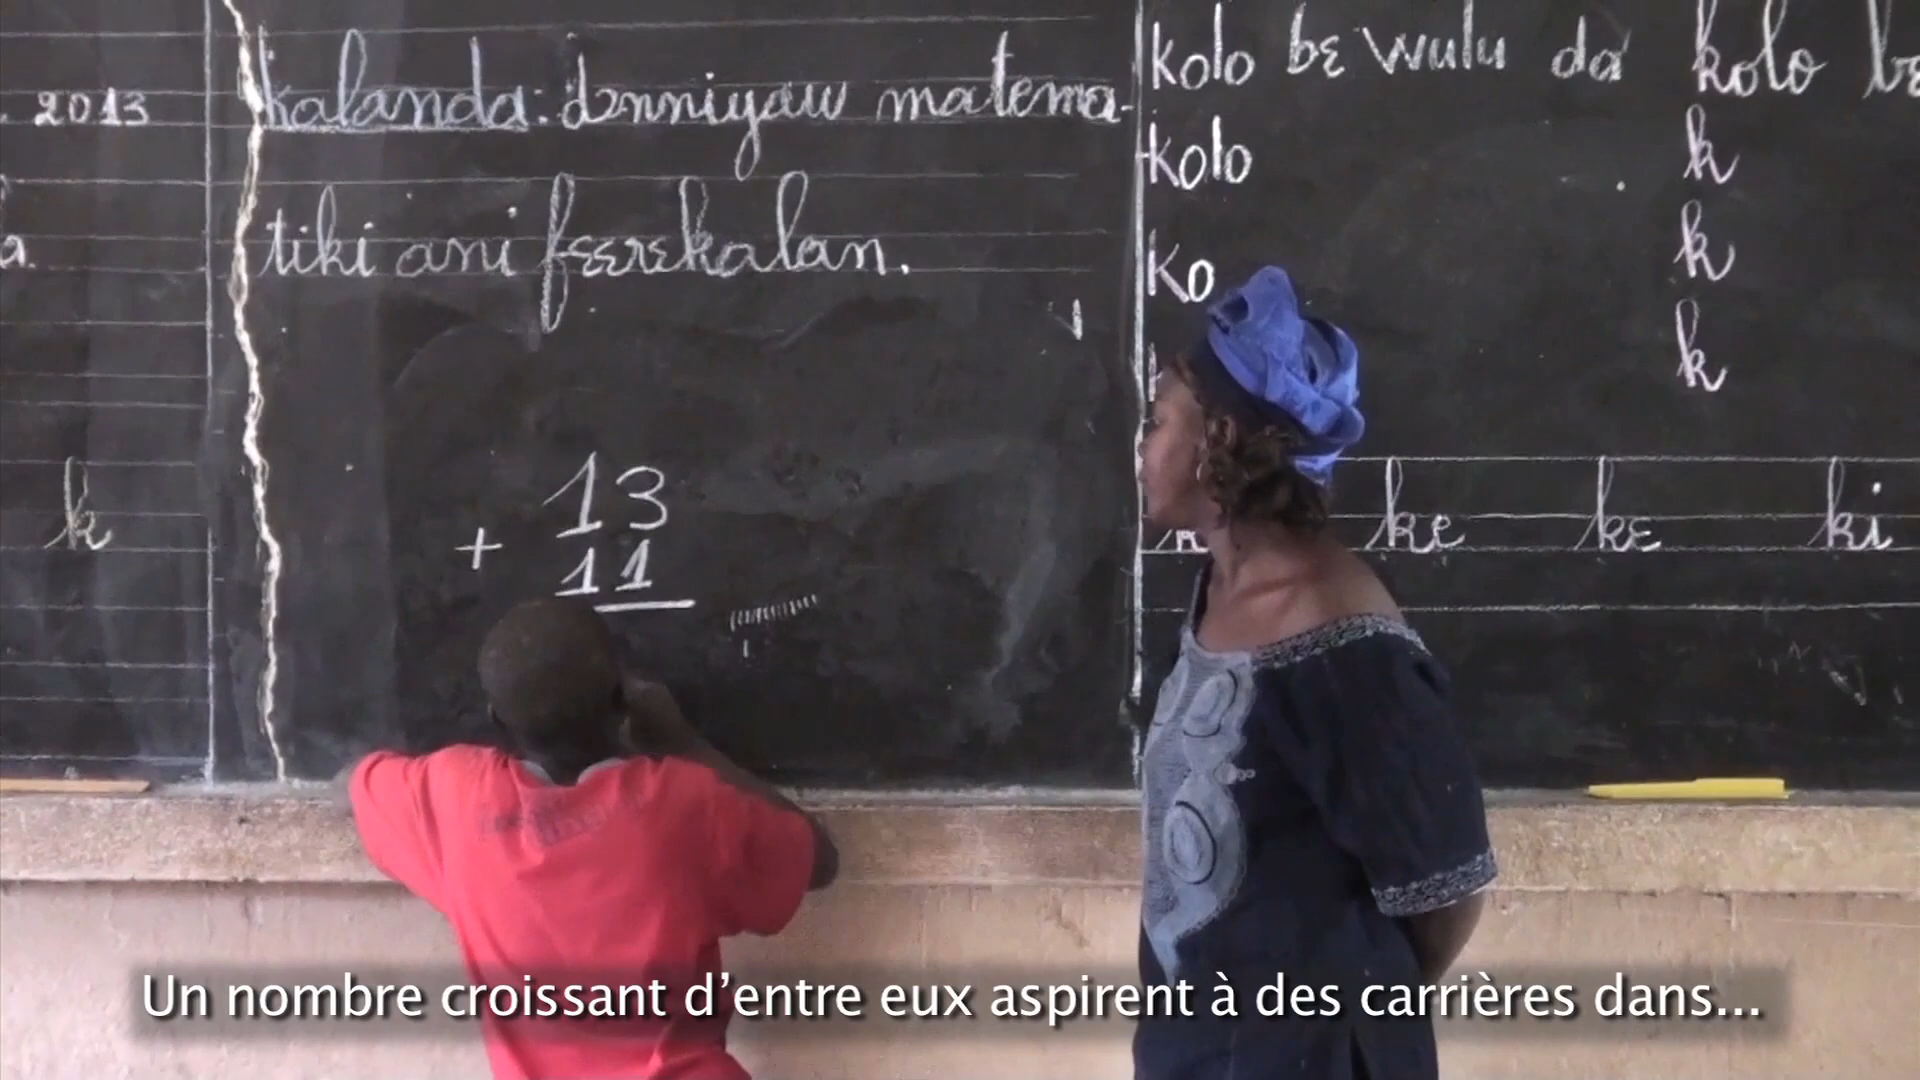 . 2013
a.
k
kalanda: dɔnniyaw matema-
tiki ani fɛɛrɛkalan.
13
+ 11
kolo bɛ wulu da kolo bɛ
kolo k
ko k
k
ke kɛ ki
Un nombre croissant d'entre eux aspirent à des carrières dans...